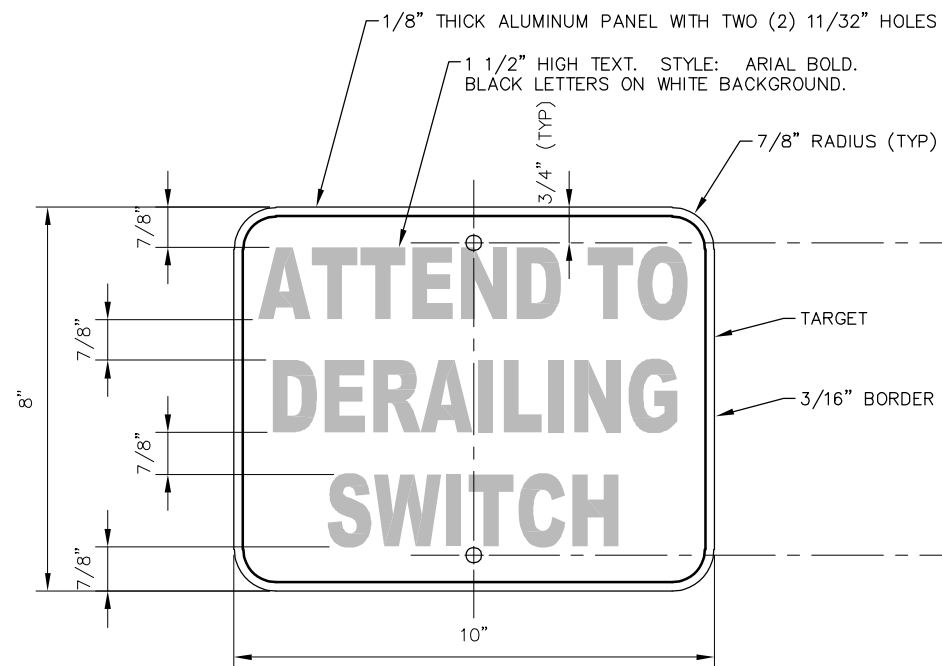 1/8” THICK ALUMINUM PANEL WITH TWO (2) 11/32” HOLES
1 1/2” HIGH TEXT. STYLE: ARIAL BOLD.
BLACK LETTERS ON WHITE BACKGROUND.
3/4” (TYP)
7/8” RADIUS (TYP)
7/8”
ATTEND TO
TARGET
7/8”
DERAILING
8”
3/16” BORDER
7/8”
SWITCH
7/8”
10”